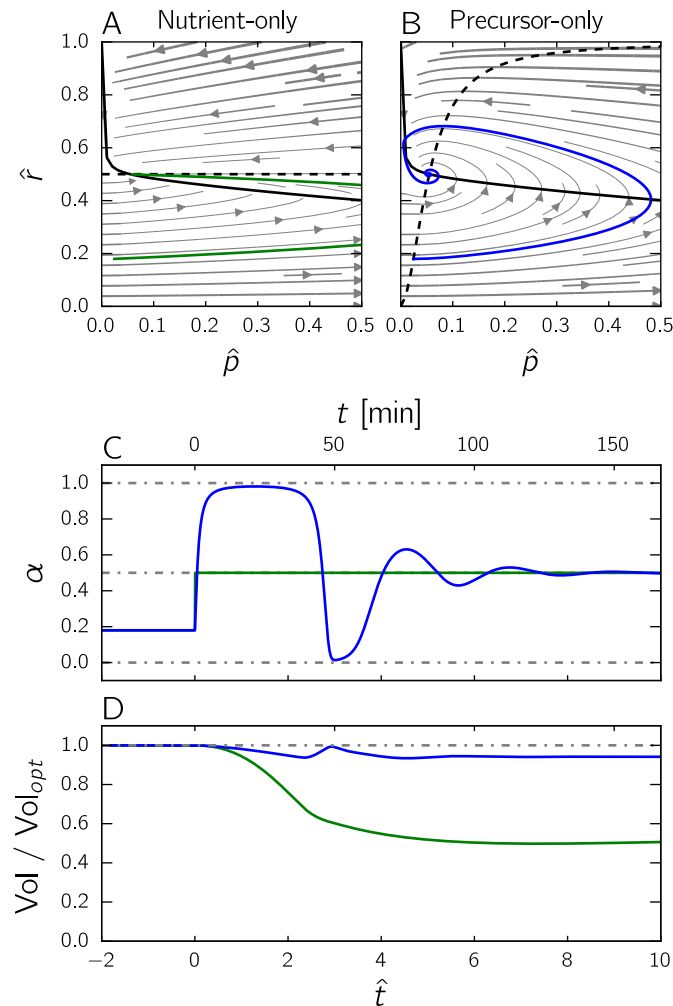 A Nutrient-only
B Precursor-only
r̂
1.0
0.8
0.6
0.4
0.2
0.0
0.0 0.1 0.2 0.3 0.4 0.5
0.0 0.1 0.2 0.3 0.4 0.5
p̂
p̂
t [min]
C
0 50 100 150
α
1.0
0.8
0.6
0.4
0.2
0.0
D
Vol / Vol_opt
1.0
0.8
0.6
0.4
0.2
0.0
−2 0 2 4 6 8 10
t̂